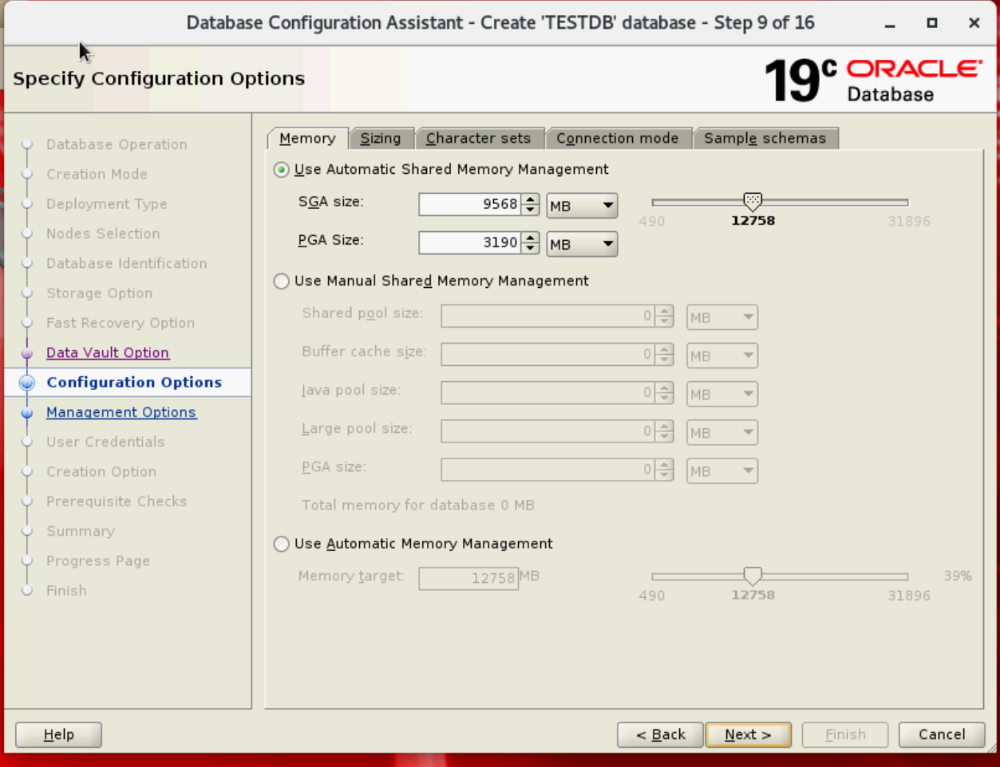 Database Configuration Assistant - Create 'TESTDB' database - Step 9 of 16
Specify Configuration Options
19c ORACLE
Database
Database Operation
Creation Mode
Deployment Type
Nodes Selection
Database Identification
Storage Option
Fast Recovery Option
Data Vault Option
Configuration Options
Management Options
User Credentials
Creation Option
Prerequisite Checks
Summary
Progress Page
Finish
Memory Sizing Character sets Connection mode Sample schemas
Use Automatic Shared Memory Management
SGA size: 9568 MB
490 12758 31896
PGA Size: 3190 MB
Use Manual Shared Memory Management
Shared pool size: 0 MB
Buffer cache size: 0 MB
Java pool size: 0 MB
Large pool size: 0 MB
PGA size: 0 MB
Total memory for database 0 MB
Use Automatic Memory Management
Memory target: 12758 MB 39%
490 12758 31896
Help < Back Next > Finish Cancel